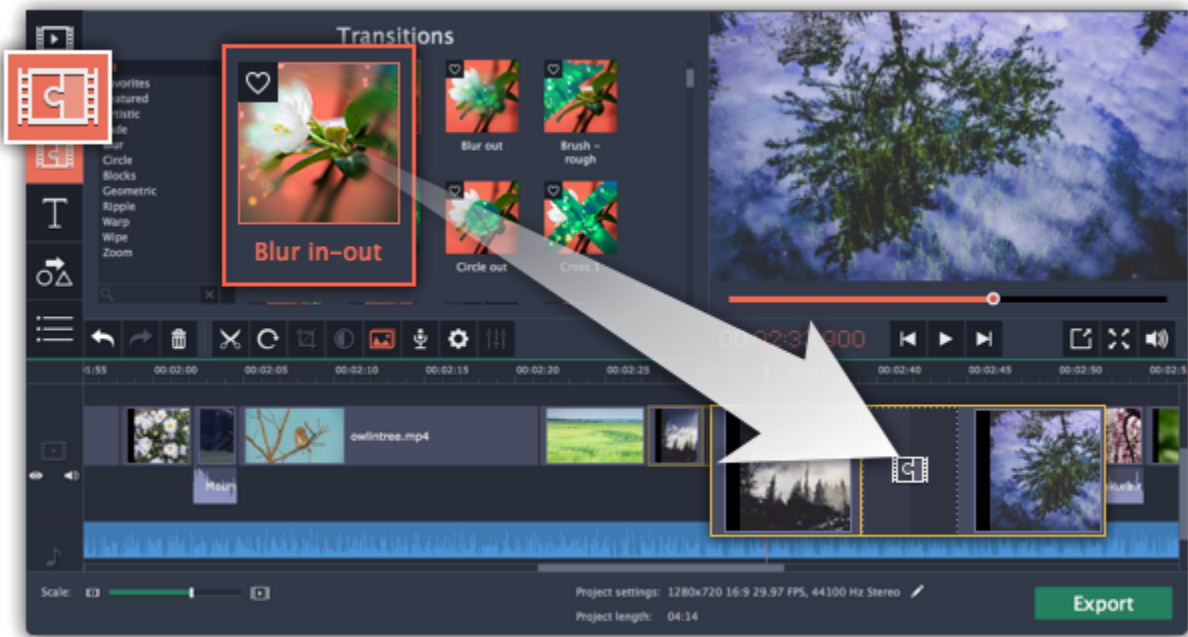 Transitions
Featured
Artistic
Blur
Circle
Blocks
Geometric
Ripple
Warp
Wipe
Zoom
Blur in-out
Blur out
Brush -
rough
Circle out
Cross 1
00:02:00
00:02:05
00:02:10
00:02:15
00:02:20
00:02:25
00:02:40
00:02:45
00:02:50
owlintree.mp4
Scale:
Project settings: 1280x720 16:9 29.97 FPS, 44100 Hz Stereo
Project length: 04:14
Export